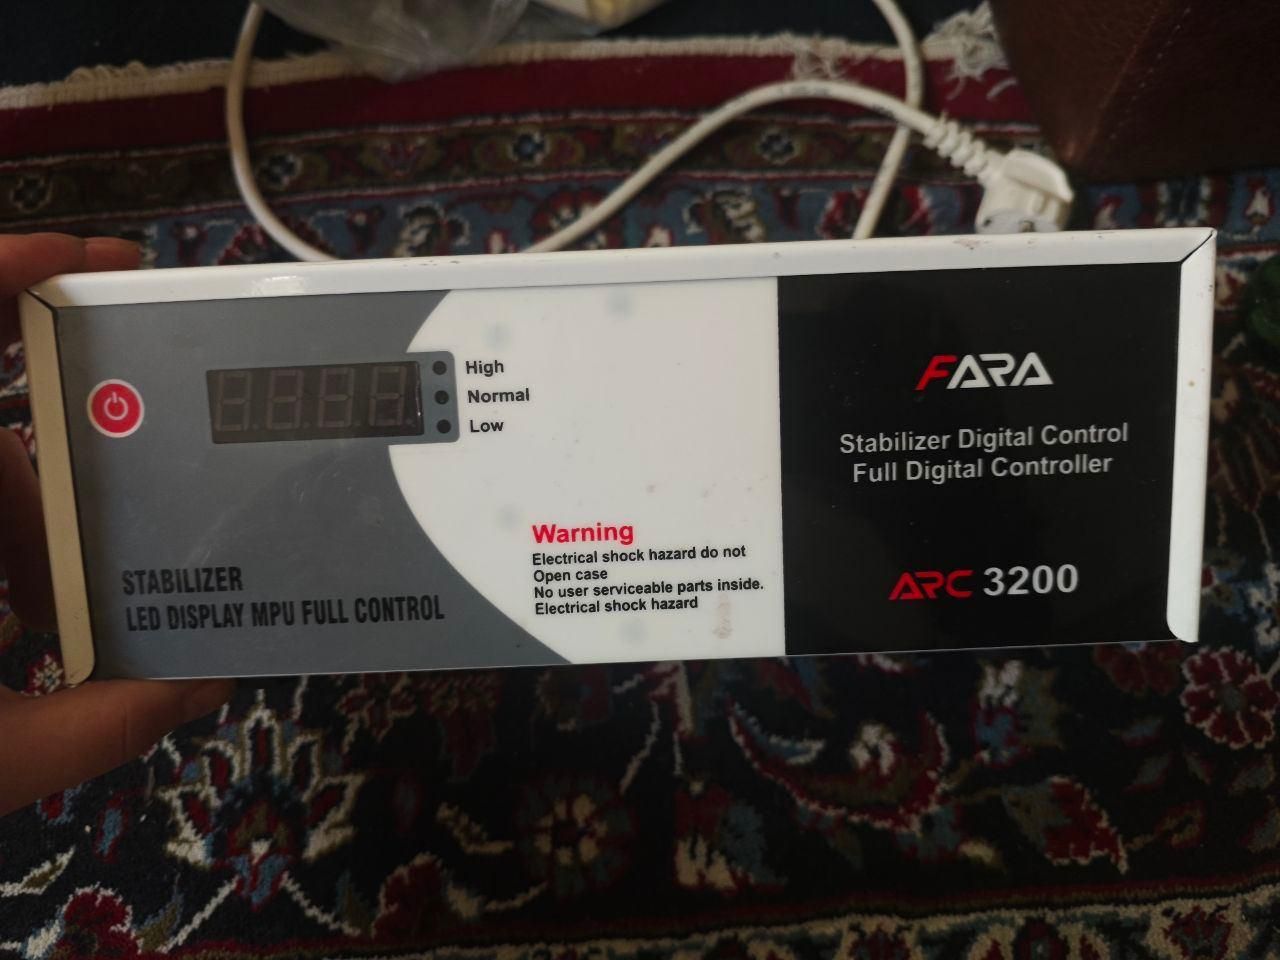 High
Normal
Low
STABILIZER
LED DISPLAY MPU FULL CONTROL
Warning
Electrical shock hazard do not
Open case
No user serviceable parts inside.
Electrical shock hazard
FARA
Stabilizer Digital Control
Full Digital Controller
ARC 3200